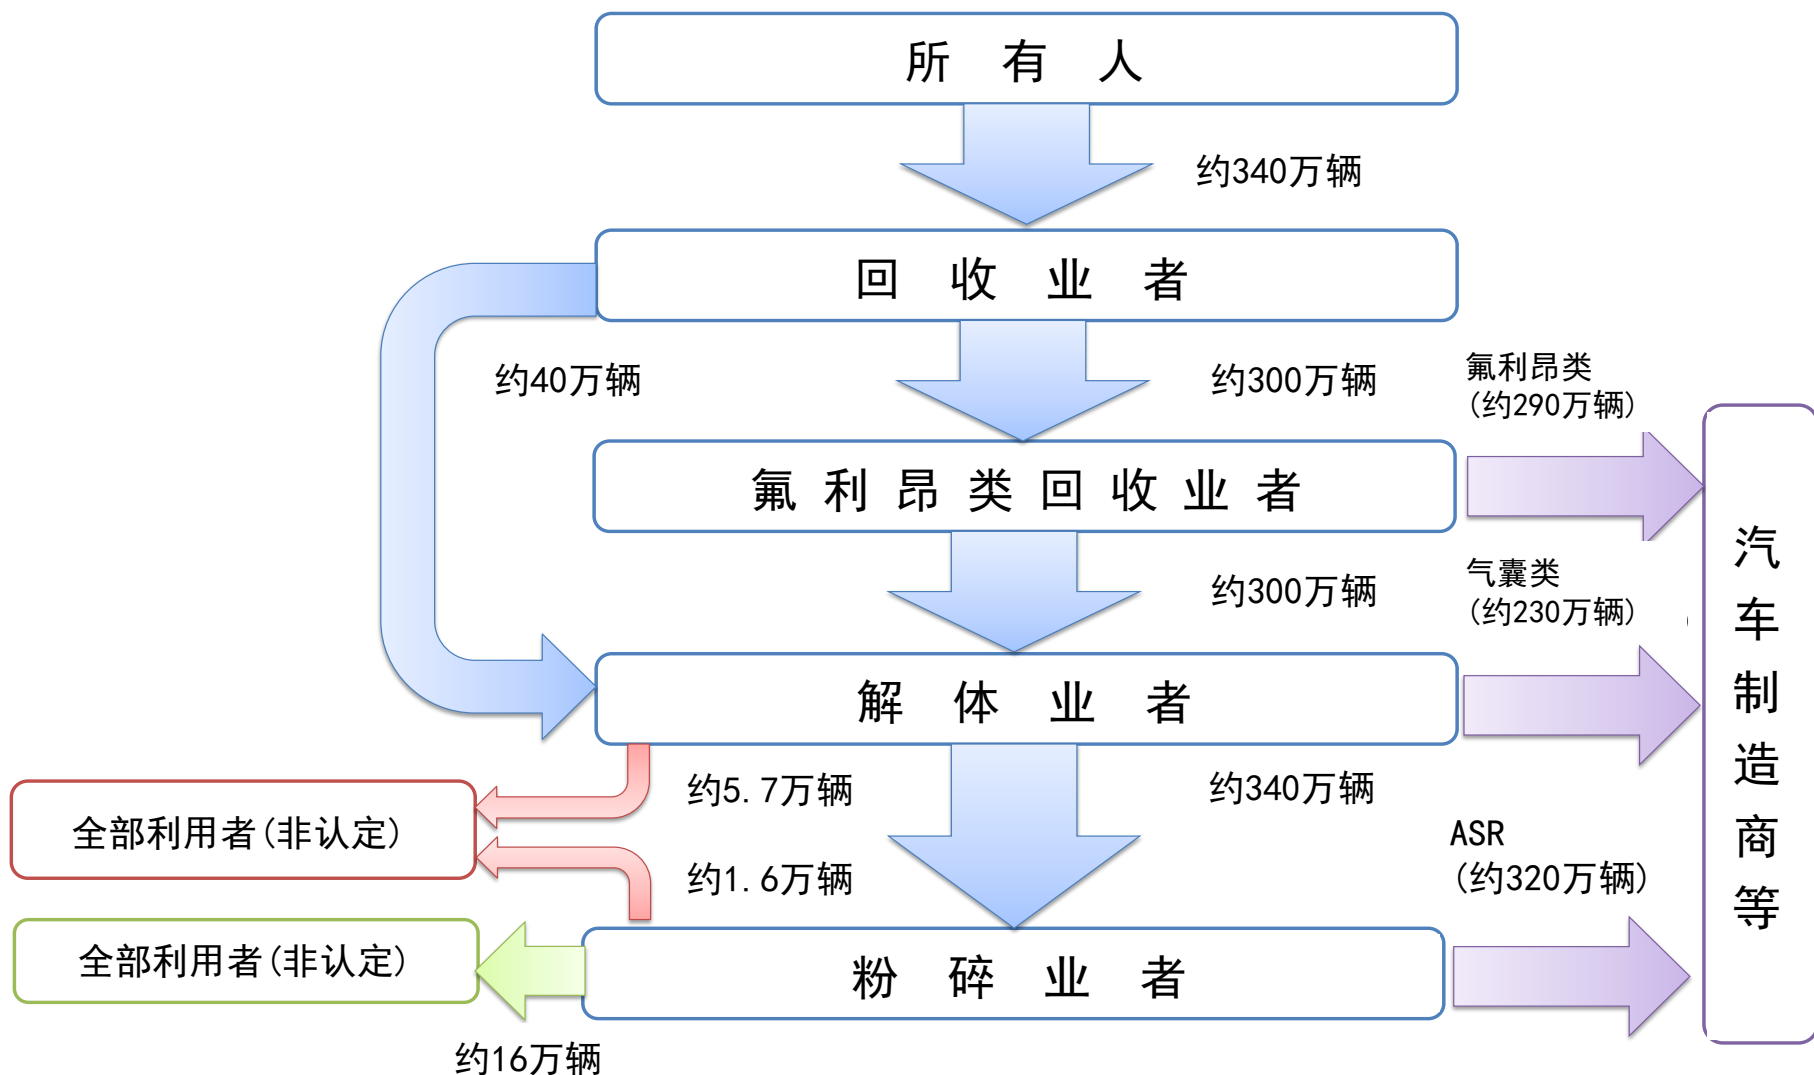 所有人
约340万辆
回收业者
约40万辆
约300万辆
氟利昂类
(约290万辆)
氟利昂类回收业者
约300万辆
气囊类
(约230万辆)
汽车制造商等
解体业者
约5.7万辆
约340万辆
全部利用者(非认定)
约1.6万辆
ASR
(约320万辆)
全部利用者(非认定)
粉碎业者
约16万辆